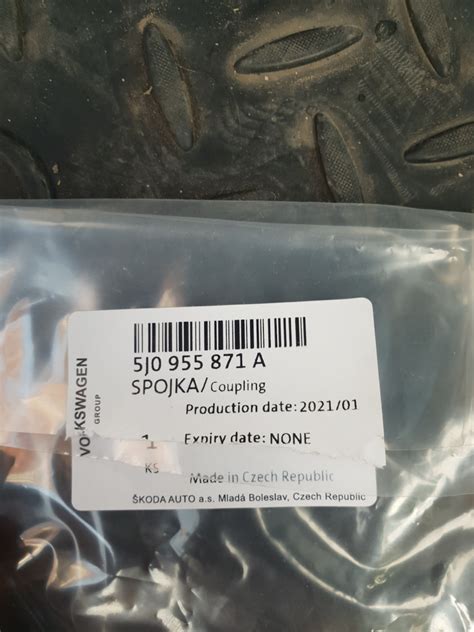 VOLKSWAGEN
GROUP
5J0 955 871 A
SPOJKA/Coupling
Production date: 2021/01
1 Expiry date: NONE
KS Made in Czech Republic
ŠKODA AUTO a.s. Mladá Boleslav, Czech Republic